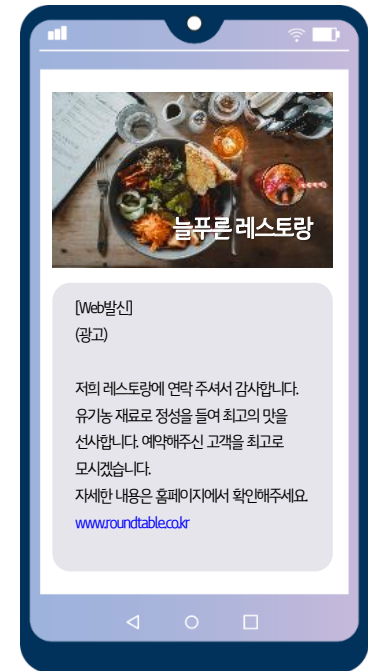 늘푸른 레스토랑
[Web발신]
(광고)
저희 레스토랑에 연락 주셔서 감사합니다.
유기농 재료로 정성을 들여 최고의 맛을
선사합니다. 예약해주신 고객을 최고로
모시겠습니다.
자세한 내용은 홈페이지에서 확인해주세요.
www.roundtable.co.kr